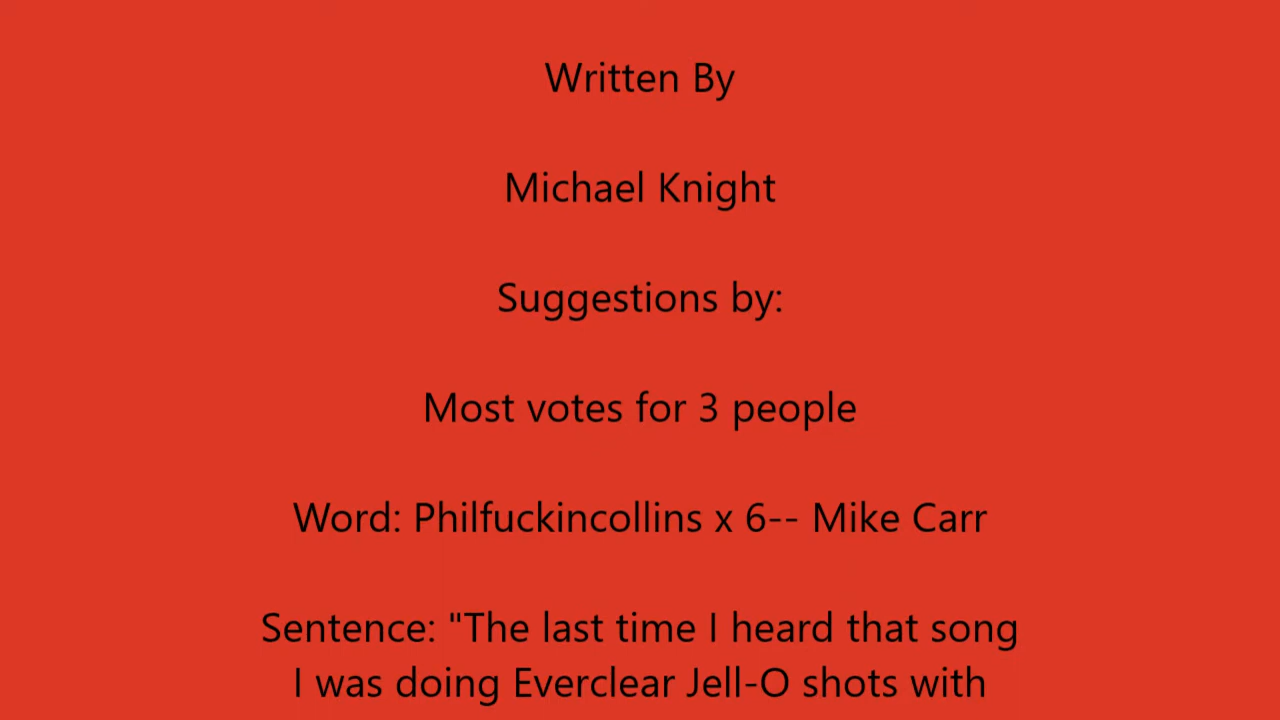 Written By
Michael Knight
Suggestions by:
Most votes for 3 people
Word: Philfuckincollins x 6-- Mike Carr
Sentence: "The last time I heard that song
I was doing Everclear Jell-O shots with